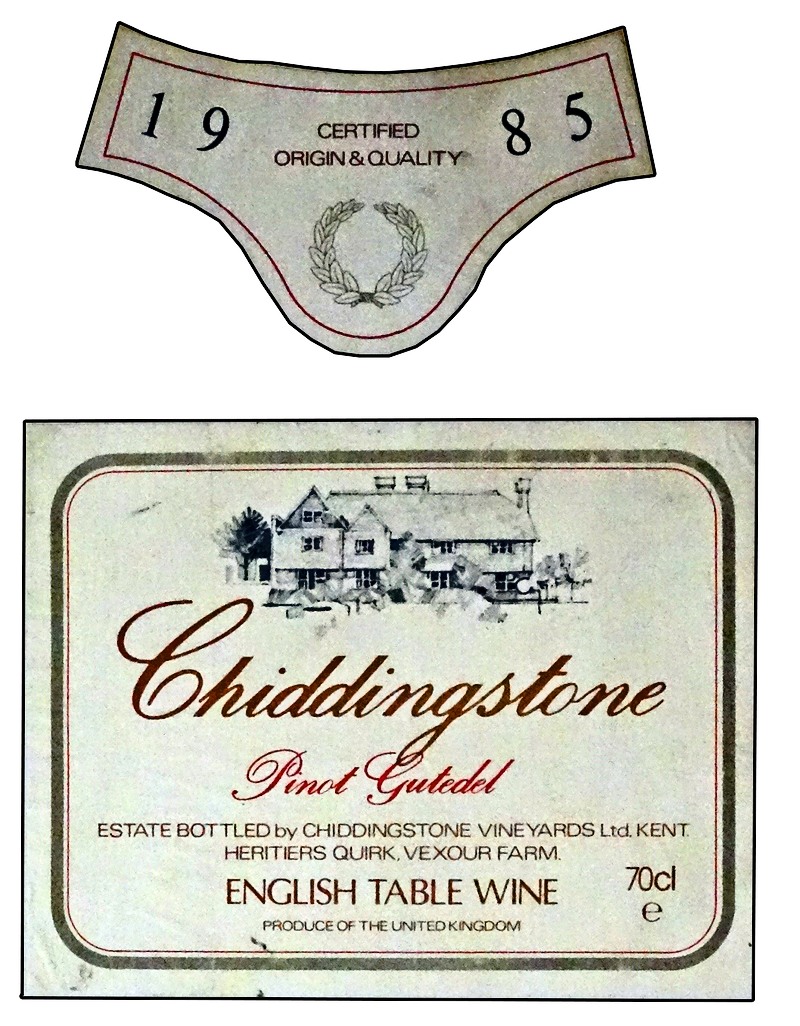 1 9 8 5
CERTIFIED
ORIGIN & QUALITY
Chiddingstone
Pinot Gutedel
ESTATE BOTTLED by CHIDDINGSTONE VINEYARDS Ltd. KENT.
HERITIERS QUIRK, VEXOUR FARM.
ENGLISH TABLE WINE
70cl
e
PRODUCE OF THE UNITED KINGDOM